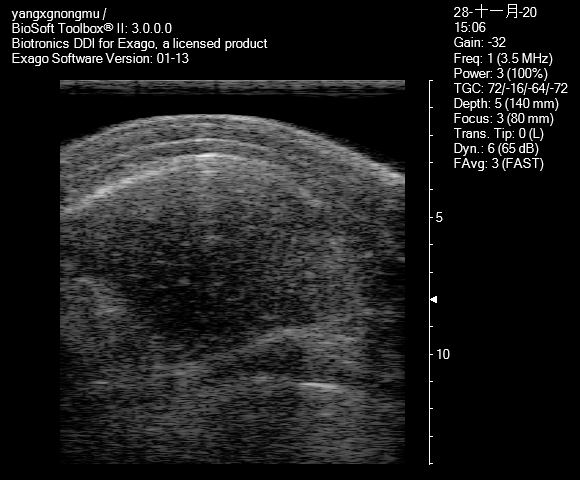 yangxgnongmu /
BioSoft Toolbox® II: 3.0.0.0
Biotronics DDI for Exago, a licensed product
Exago Software Version: 01-13
28-十一月-20
15:06
Gain: -32
Freq: 1 (3.5 MHz)
Power: 3 (100%)
TGC: 72/-16/-64/-72
Depth: 5 (140 mm)
Focus: 3 (80 mm)
Trans. Tip: 0 (L)
Dyn.: 6 (65 dB)
FAvg: 3 (FAST)
5
10